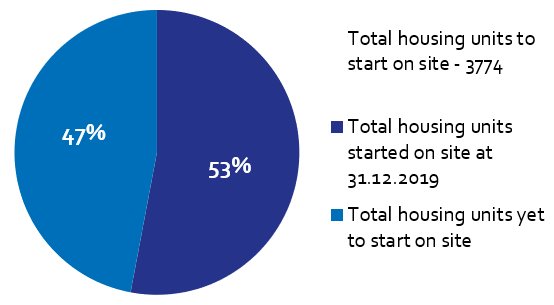 Total housing units to
start on site - 3774
47%
53%
Total housing units
started on site at
31.12.2019
Total housing units yet
to start on site